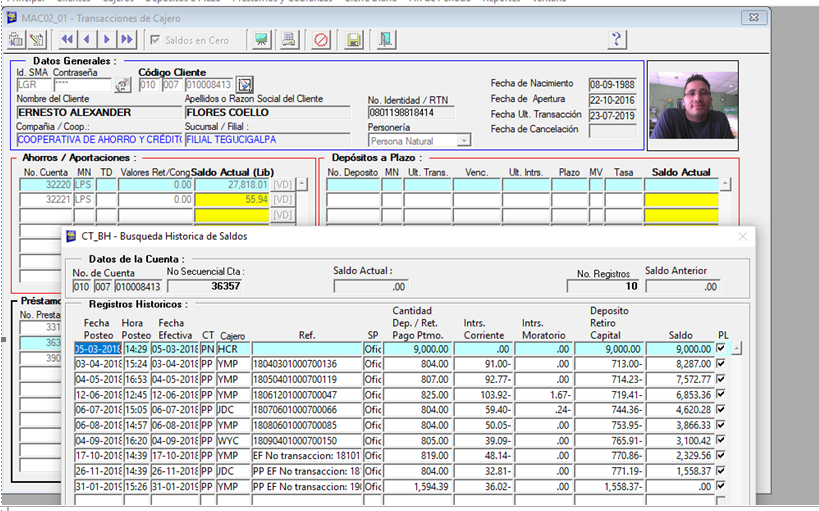 MAC02_01 - Transacciones de Cajero
Saldos en Cero
Datos Generales :
Id. SMA Contraseña Código Cliente
LGR **** 010 007 010008413
Nombre del Cliente Apellidos o Razon Social del Cliente
ERNESTO ALEXANDER FLORES COELLO
Compañia / Coop.: Sucursal / Filial :
COOPERATIVA DE AHORRO Y CRÉDIT FILIAL TEGUCIGALPA
No. Identidad / RTN
0801198818414
Personería
Persona Natural
Fecha de Nacimiento 08-09-1988
Fecha de Apertura 22-10-2016
Fecha Ult. Transacción 23-07-2019
Fecha de Cancelación
Ahorros / Aportaciones :
No. Cuenta MN TD Valores Ret/Cong Saldo Actual (Lib)
32220 LPS 0.00 27,818.01 [VD]
32221 LPS 0.00 55.94 [VD]
[VD]
Depósitos a Plazo :
No. Deposito MN Ult. Trans. Venc. Ult. Intrs. Plazo MV Tasa Saldo Actual
Préstamo
No. Presta
331
363
390
CT_BH - Busqueda Historica de Saldos
Datos de la Cuenta :
No. de Cuenta No Secuencial Cta : Saldo Actual : No. Registros Saldo Anterior
010 007 010008413 36357 .00 10 .00
Registros Historicos :
Fecha Posteo Hora Posteo Fecha Efectiva CT Cajero Ref. SP Cantidad Dep. / Ret. Pago Ptmo. Intrs. Corriente Intrs. Moratorio Deposito Retiro Capital Saldo PL
05-03-2018 14:29 05-03-2018 PN HCR Ofic 9,000.00 .00 .00 9,000.00 9,000.00
03-04-2018 15:24 03-04-2018 PP YMP 18040301000700136 Ofic 804.00 91.00- .00 713.00- 8,287.00
04-05-2018 16:53 04-05-2018 PP YMP 18050401000700119 Ofic 807.00 92.77- .00 714.23- 7,572.77
12-06-2018 12:45 12-06-2018 PP YMP 18061201000700047 Ofic 825.00 103.92- 1.67- 719.41- 6,853.36
06-07-2018 15:05 06-07-2018 PP JDC 18070601000700066 Ofic 804.00 59.40- .24- 744.36- 4,620.28
06-08-2018 14:57 06-08-2018 PP YMP 18080601000700085 Ofic 804.00 50.05- .00 753.95- 3,866.33
04-09-2018 16:20 04-09-2018 PP WYC 18090401000700150 Ofic 805.00 39.09- .00 765.91- 3,100.42
17-10-2018 14:39 17-10-2018 PP YMP EF No transaccion: 18101 Ofic 819.00 48.14- .00 770.86- 2,329.56
26-11-2018 14:39 26-11-2018 PP JDC PP EF No transaccion: 18 Ofic 804.00 32.81- .00 771.19- 1,558.37
31-01-2019 15:26 31-01-2019 PP YMP PP EF No transaccion: 190 Ofic 1,594.39 36.02- .00 1,558.37- .00